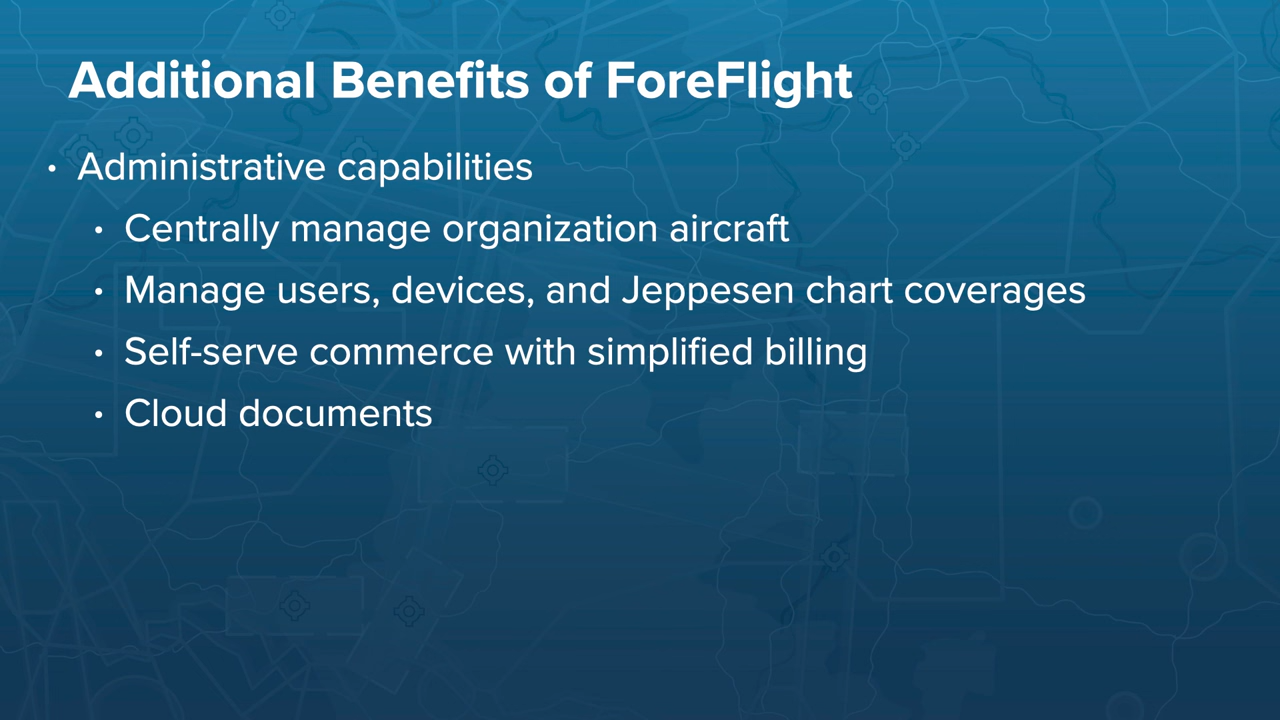 Additional Benefits of ForeFlight
• Administrative capabilities
• Centrally manage organization aircraft
• Manage users, devices, and Jeppesen chart coverages
• Self-serve commerce with simplified billing
• Cloud documents